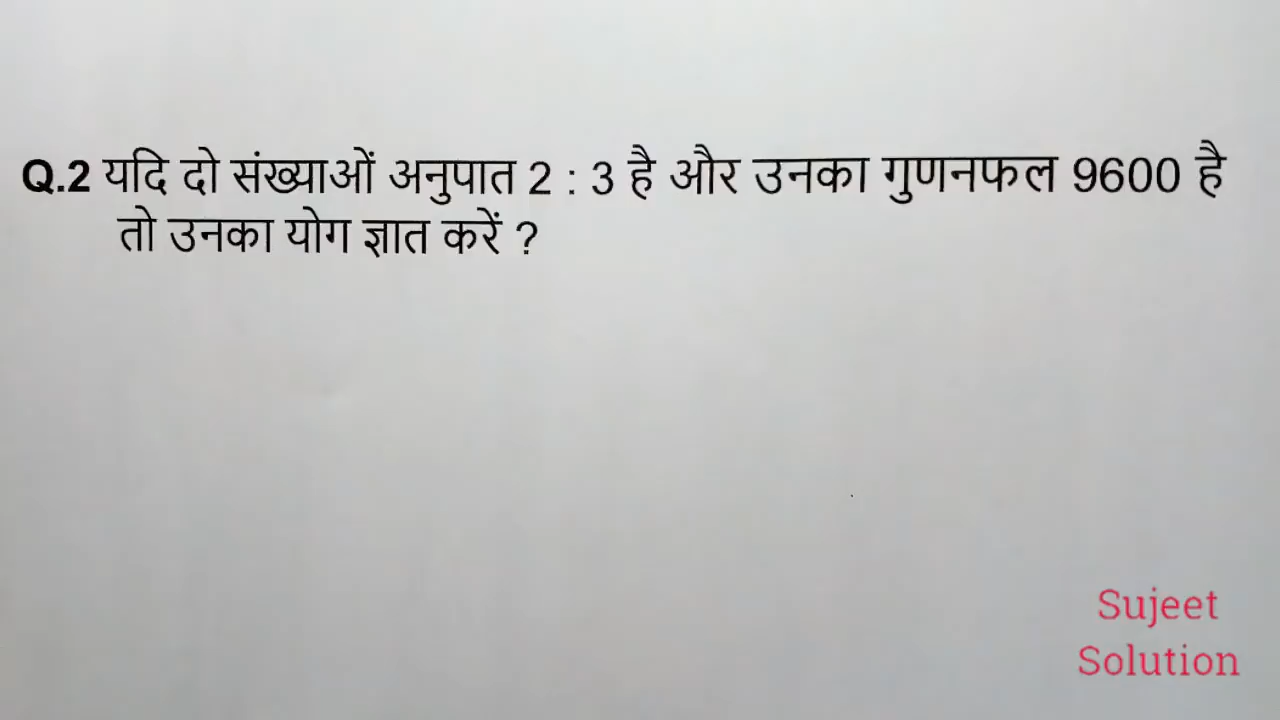 Q.2 यदि दो संख्याओं अनुपात 2 : 3 है और उनका गुणनफल 9600 है
तो उनका योग ज्ञात करें ?
Sujeet
Solution